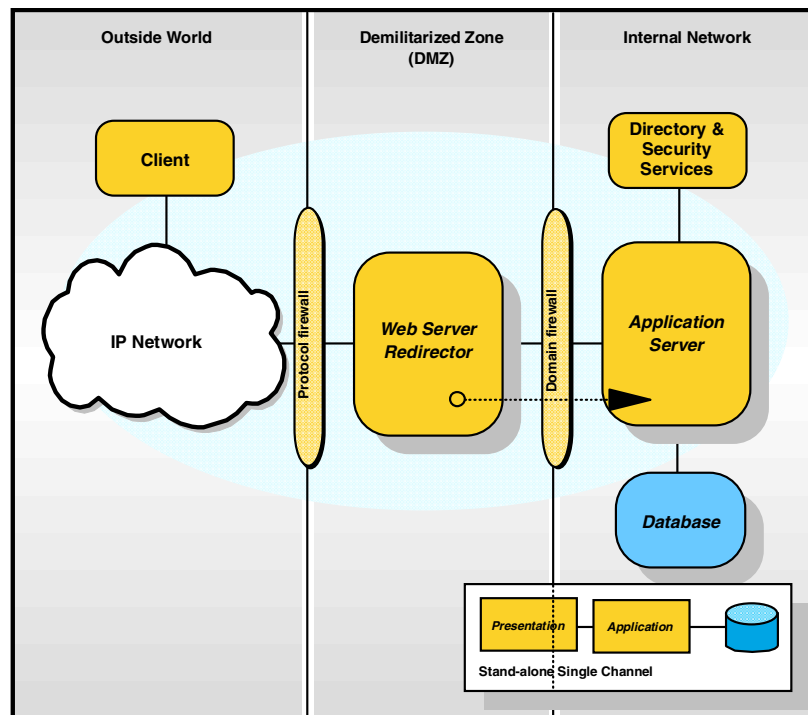 Outside World
Demilitarized Zone
(DMZ)
Internal Network
Client
Directory &
Security
Services
IP Network
Protocol firewall
Web Server
Redirector
Domain firewall
Application
Server
Database
Presentation
Application
Stand-alone Single Channel